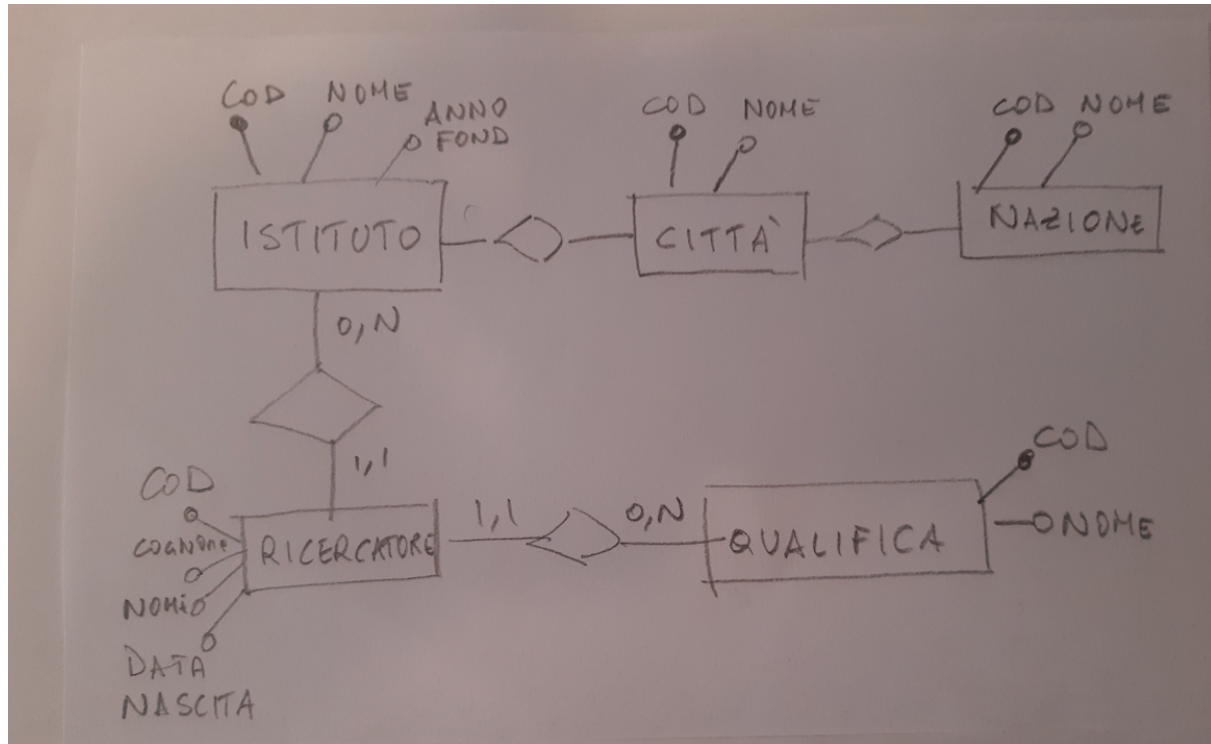 COD NOME ANNO
FOND
COD NOME
COD NOME
ISTITUTO
CITTÀ
NAZIONE
0,N
1,1
COD
COGNOME
NOME
DATA
NASCITA
RICERCATORE
1,1
0,N
QUALIFICA
COD
NOME